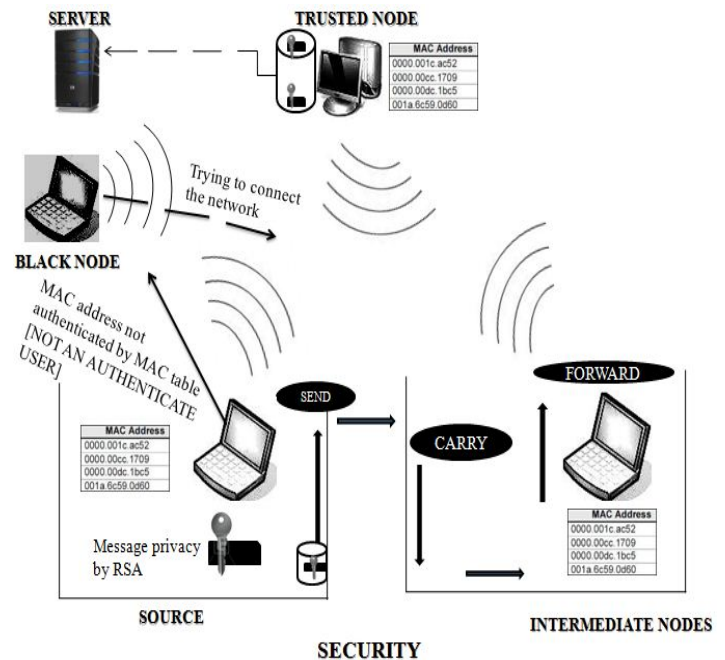 SERVER
TRUSTED NODE
MAC Address
0000.001c.ac52
0000.00cc.1709
0000.00dc.1bc5
001a.6c59.0d60
Trying to connect
the network
BLACK NODE
MAC address not
authenticated by MAC table
[NOT AN AUTHENTICATE
USER]
SEND
FORWARD
CARRY
MAC Address
0000.001c.ac52
0000.00cc.1709
0000.00dc.1bc5
001a.6c59.0d60
Message privacy
by RSA
MAC Address
0000.001c.ac52
0000.00cc.1709
0000.00dc.1bc5
001a.6c59.0d60
SOURCE
INTERMEDIATE NODES
SECURITY